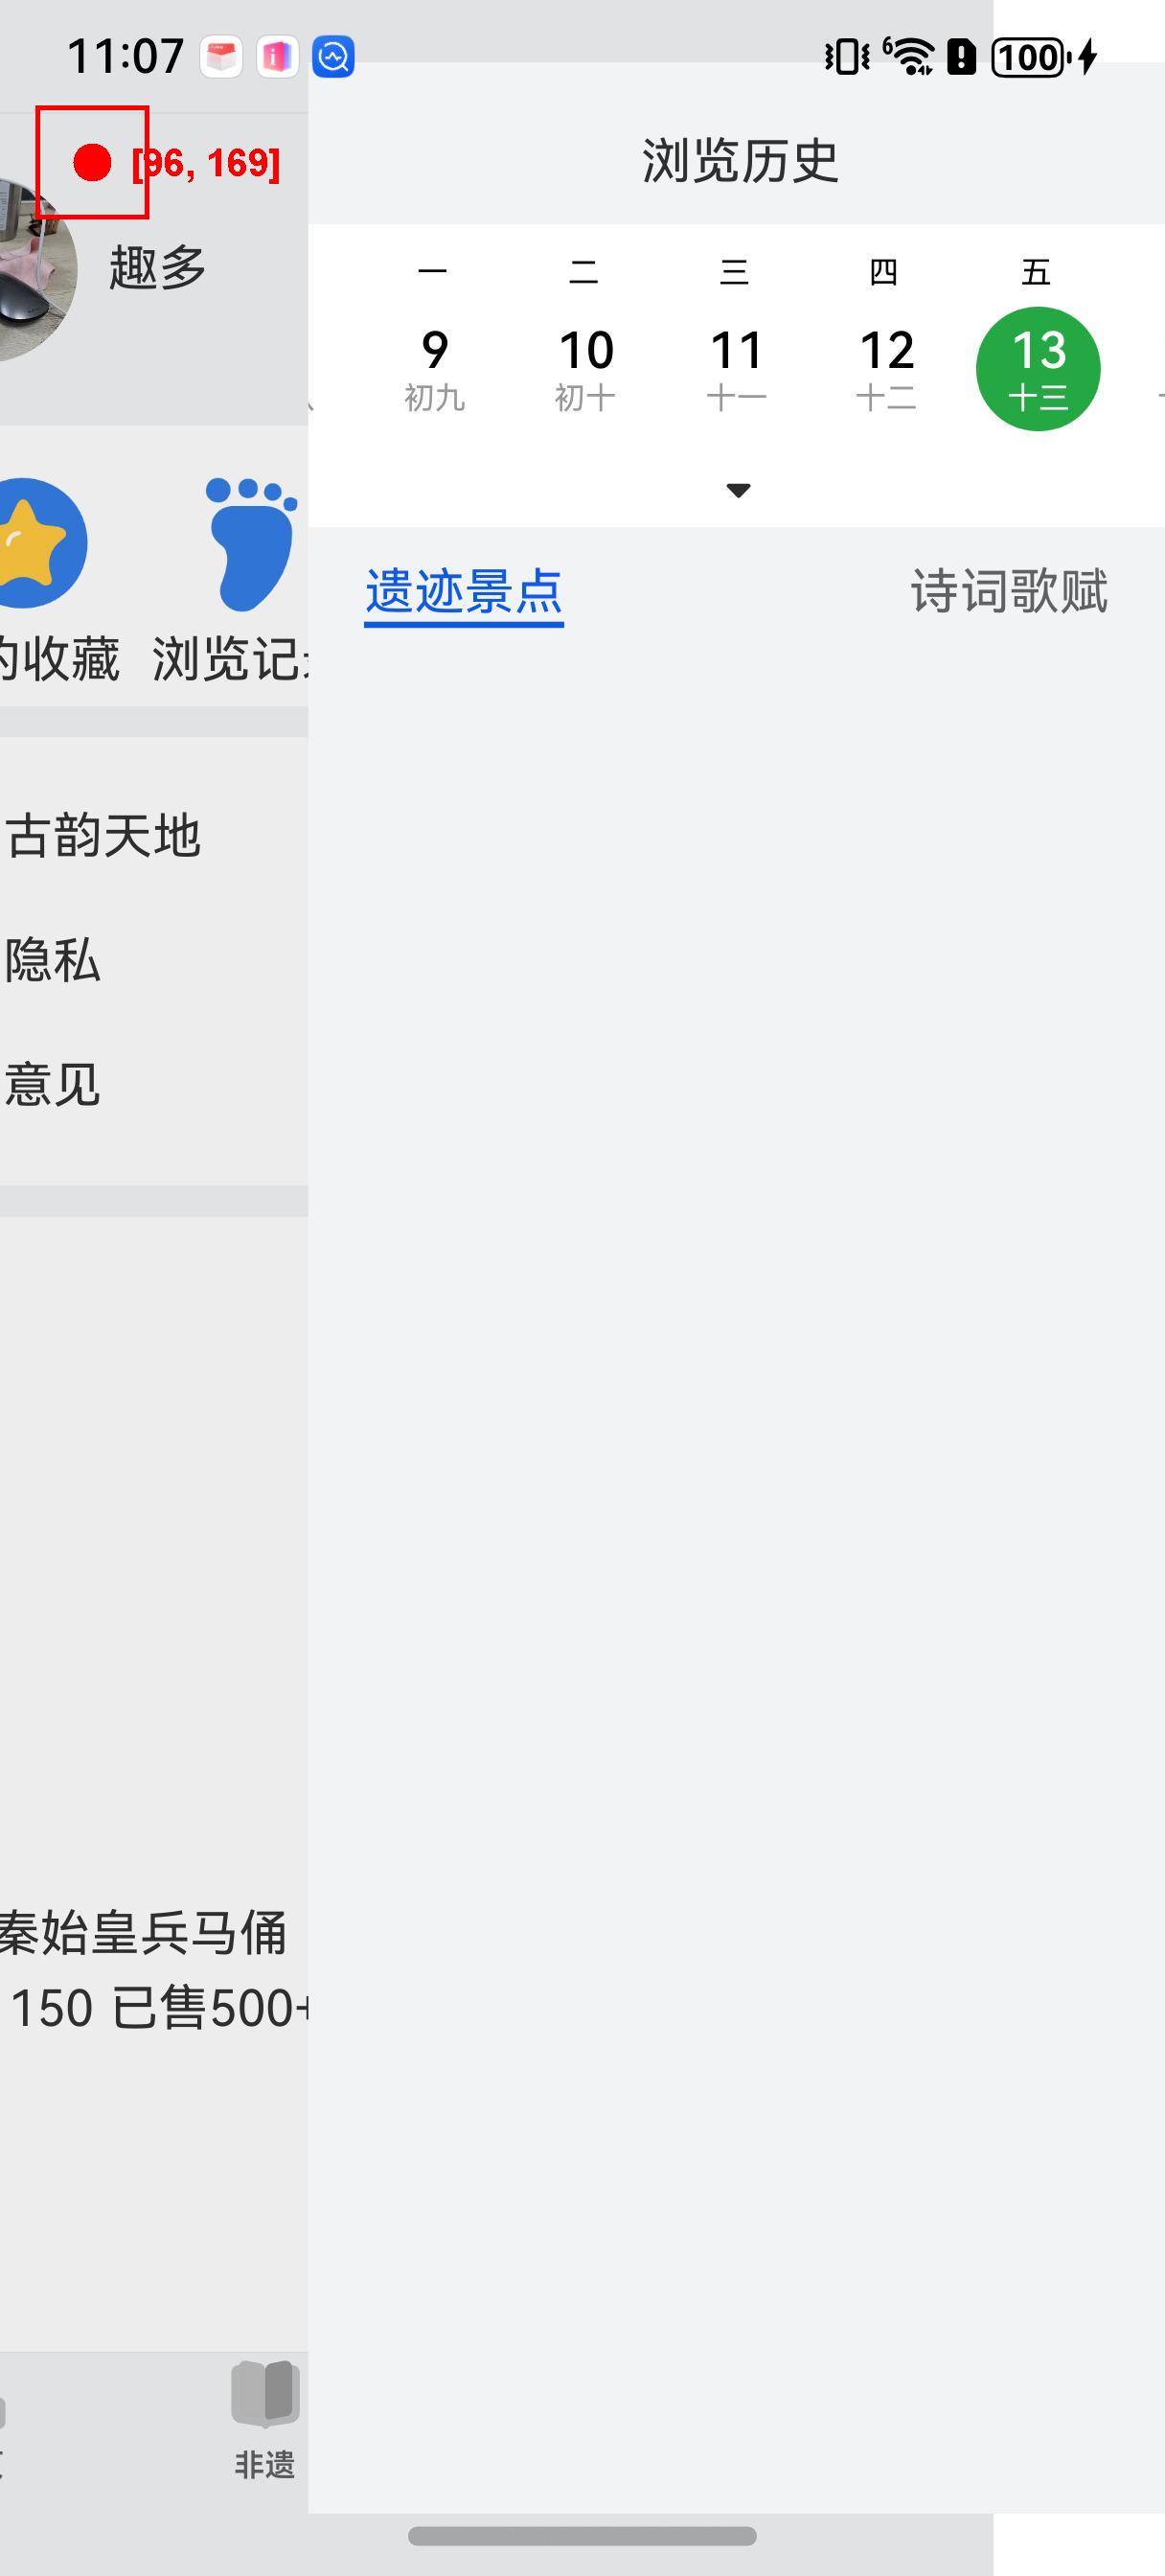 11:07
6
100
[96, 169]
浏览历史
趣多
一 二 三 四 五
9 10 11 12 13
初九 初十 十一 十二 十三
遗迹景点 诗词歌赋
的收藏 浏览记
古韵天地
隐私
意见
秦始皇兵马俑
150 已售500+
非遗